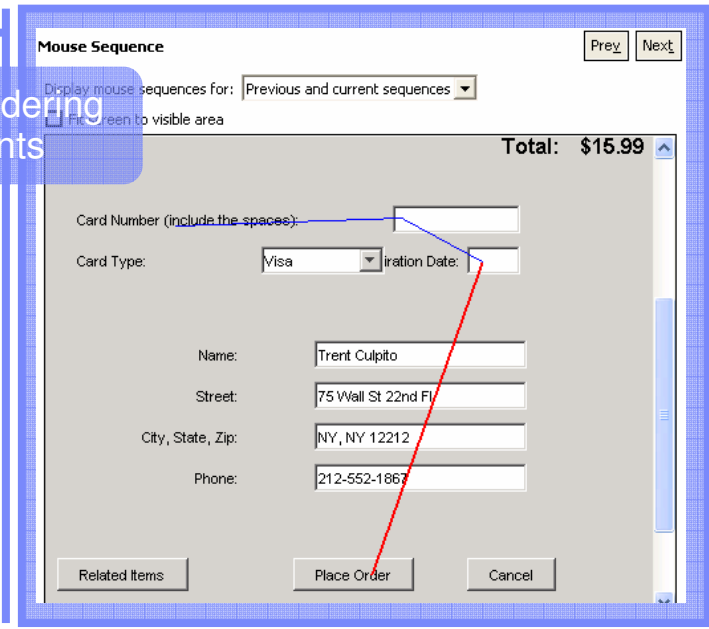 Mouse Sequence
Prev
Next
Display mouse sequences for: Previous and current sequences
dering
nts
Fit screen to visible area
Total: $15.99
Card Number (include the spaces):
Card Type: Visa iration Date:
Name: Trent Culpito
Street: 75 Wall St 22nd Fl
City, State, Zip: NY, NY 12212
Phone: 212-552-1867
Related Items
Place Order
Cancel